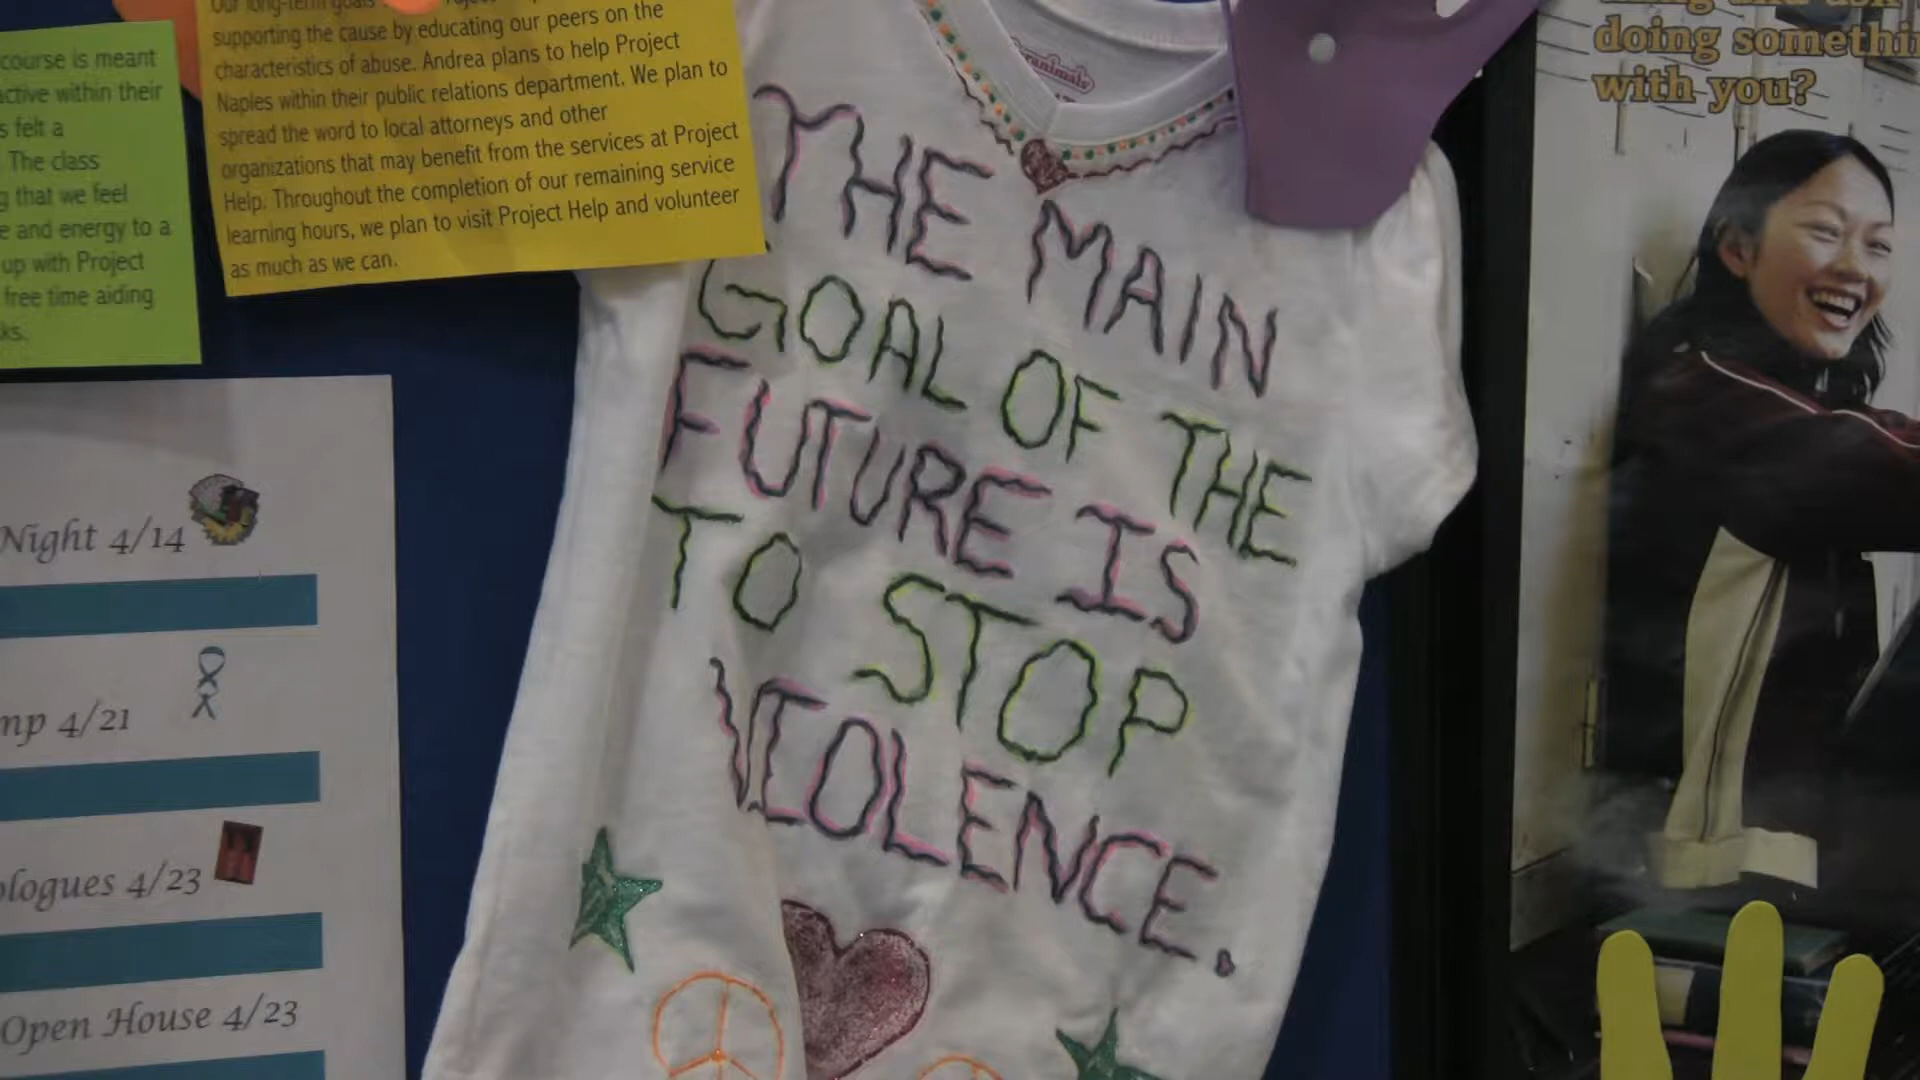 course is meant
active within their
s felt a
The class
g that we feel
e and energy to a
up with Project
free time aiding
ks.
Our long-term goals
supporting the cause by educating our peers on the
characteristics of abuse. Andrea plans to help Project
Naples within their public relations department. We plan to
spread the word to local attorneys and other
organizations that may benefit from the services at Project
Help. Throughout the completion of our remaining service
learning hours, we plan to visit Project Help and volunteer
as much as we can.
Night 4/14
mp 4/21
ologues 4/23
Open House 4/23
THE MAIN
GOAL OF THE
FUTURE IS
TO STOP
VIOLENCE.
doing somethi
with you?